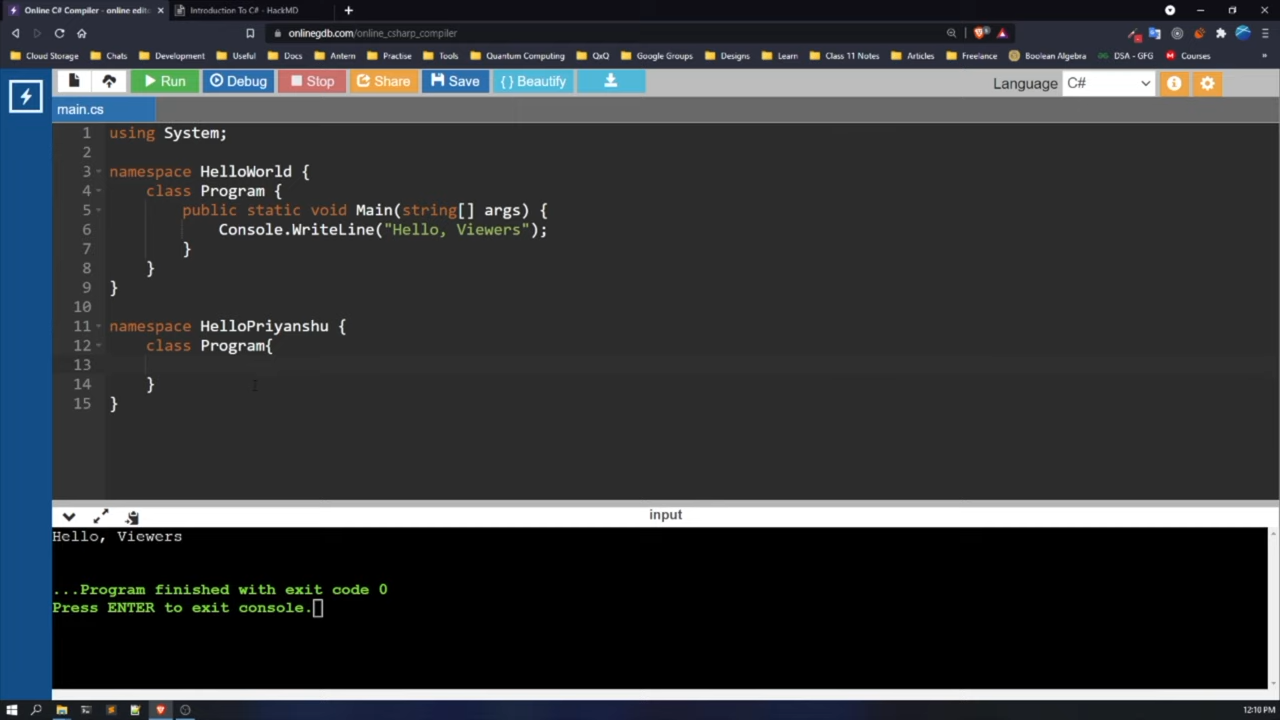 Online C# Compiler - online edito
Introduction To C# - HackMD
onlinegdb.com/online_csharp_compiler
Cloud Storage Chats Development Useful Docs Antern Practise Tools Quantum Computing QxQ Google Groups Designs Learn Class 11 Notes Articles Freelance Boolean Algebra DSA - GFG Courses »
Run Debug Stop Share Save { } Beautify
Language C#
main.cs
1 using System;
2
3 namespace HelloWorld {
4 class Program {
5 public static void Main(string[] args) {
6 Console.WriteLine("Hello, Viewers");
7 }
8 }
9 }
10
11 namespace HelloPriyanshu {
12 class Program{
13
14 }
15 }
input
Hello, Viewers
...Program finished with exit code 0
Press ENTER to exit console.
12:10 PM